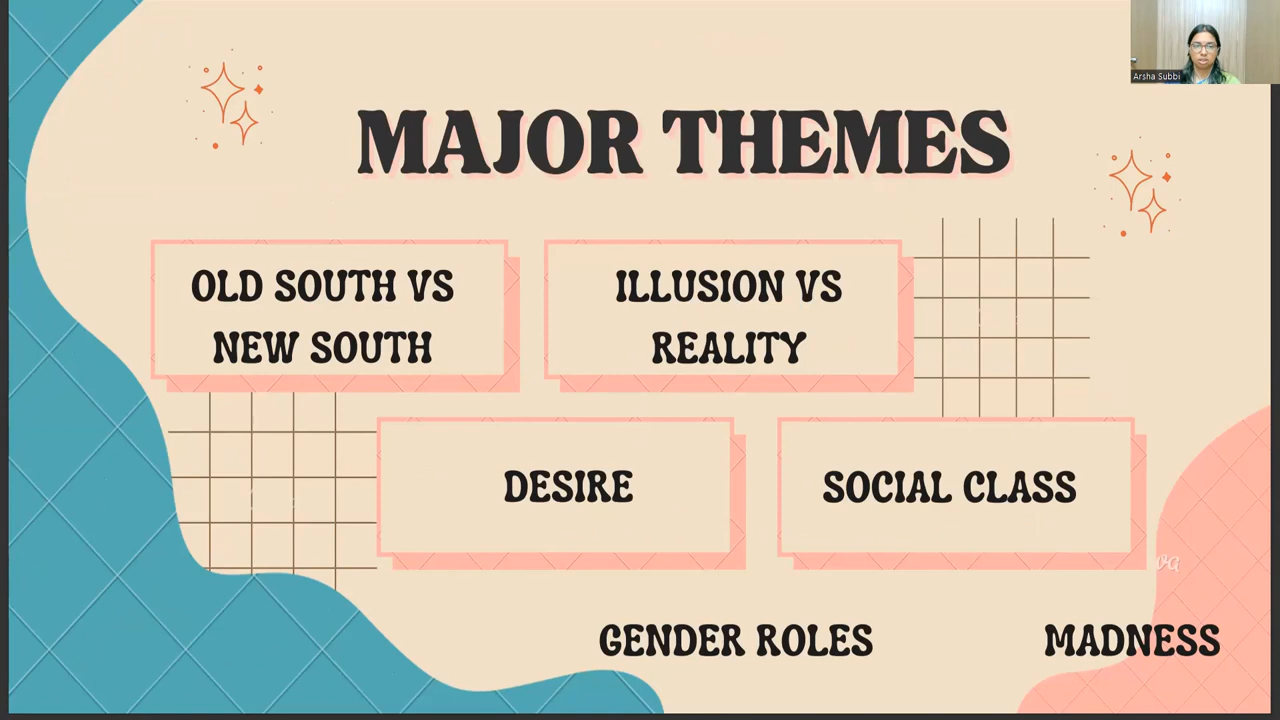 Arsha Subbi
MAJOR THEMES
OLD SOUTH VS
NEW SOUTH
ILLUSION VS
REALITY
DESIRE
SOCIAL CLASS
GENDER ROLES
MADNESS